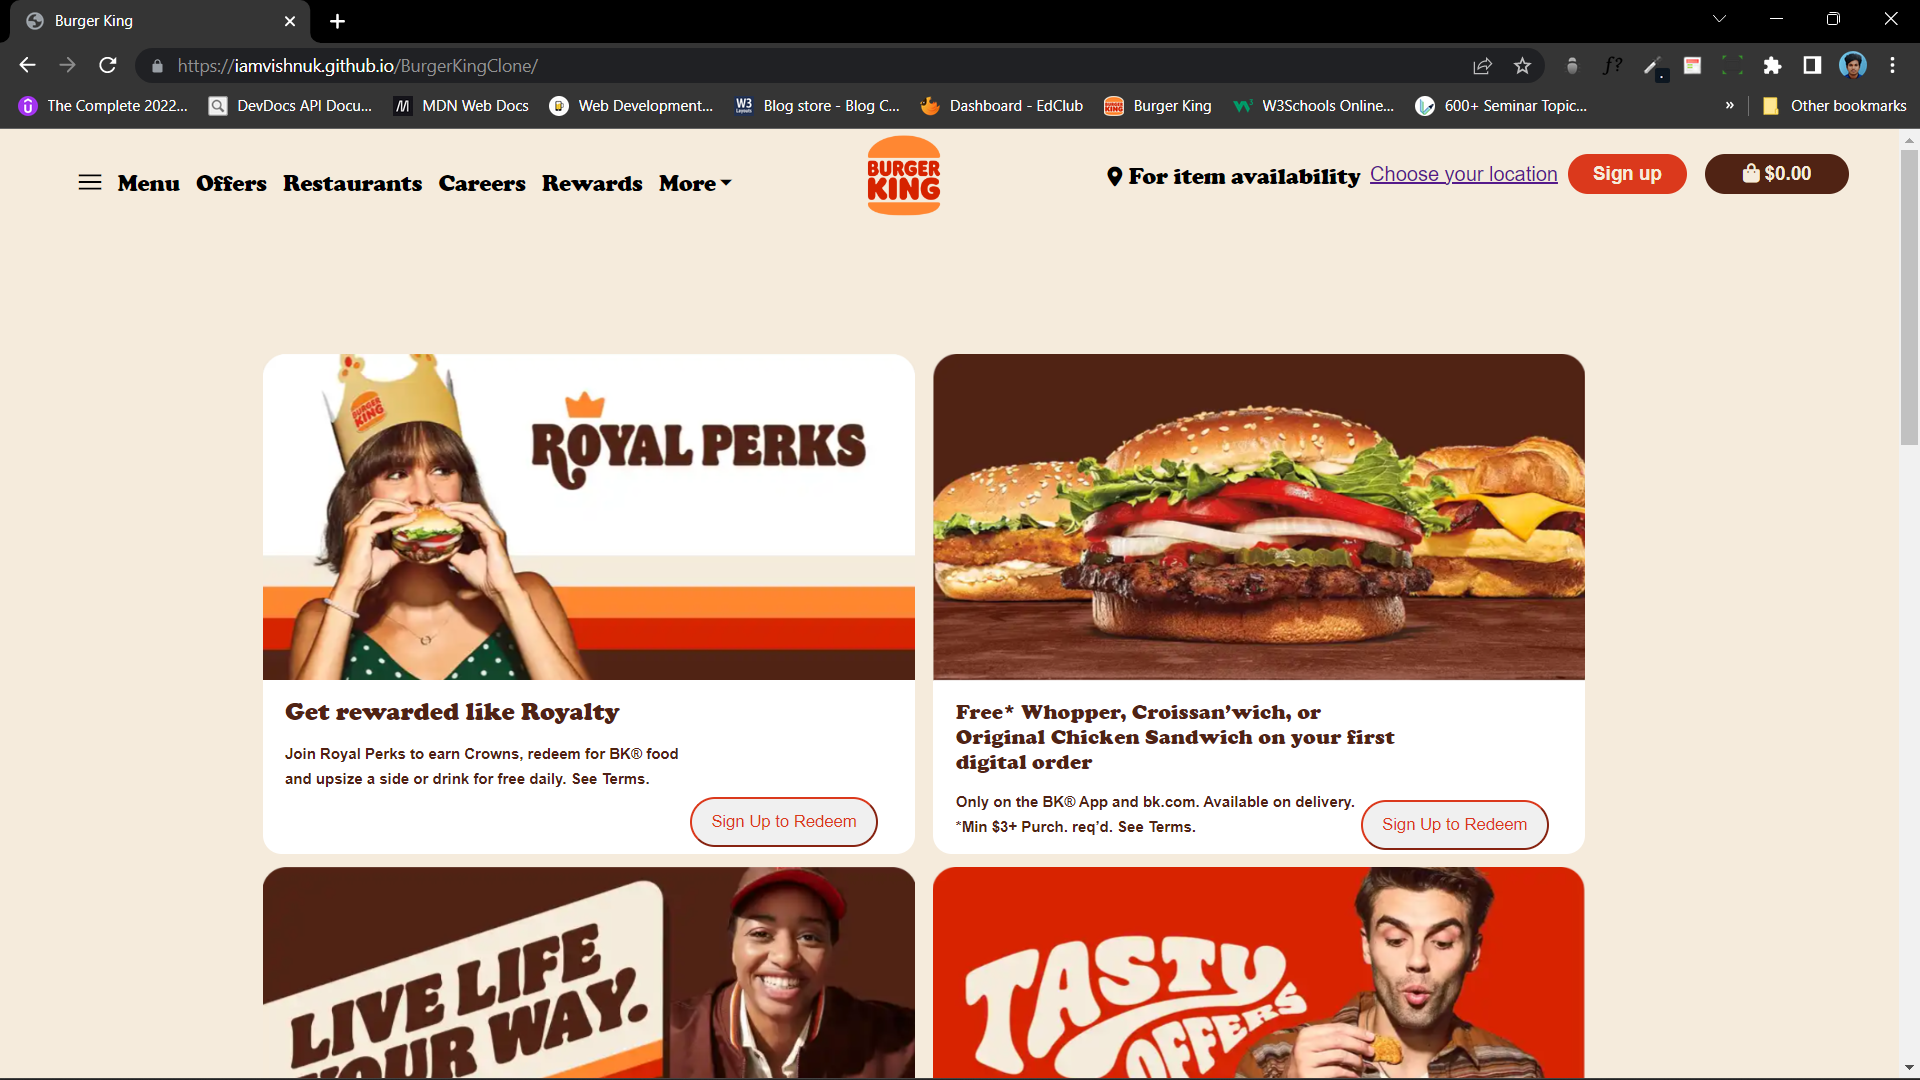 Burger King
https://iamvishnuk.github.io/BurgerKingClone/
f?
The Complete 2022...
DevDocs API Docu...
MDN Web Docs
Web Development...
W3
Blog store - Blog C...
Dashboard - EdClub
Burger King
W3Schools Online...
600+ Seminar Topic...
»
Other bookmarks
Menu Offers Restaurants Careers Rewards More
BURGER
KING
For item availability Choose your location
Sign up
$0.00
BURGER
KING
ROYAL PERKS
Get rewarded like Royalty
Join Royal Perks to earn Crowns, redeem for BK® food
and upsize a side or drink for free daily. See Terms.
Sign Up to Redeem
Free* Whopper, Croissan’wich, or
Original Chicken Sandwich on your first
digital order
Only on the BK® App and bk.com. Available on delivery.
*Min $3+ Purch. req’d. See Terms.
Sign Up to Redeem
LIVE LIFE
YOUR WAY.
TASTY
OFFERS